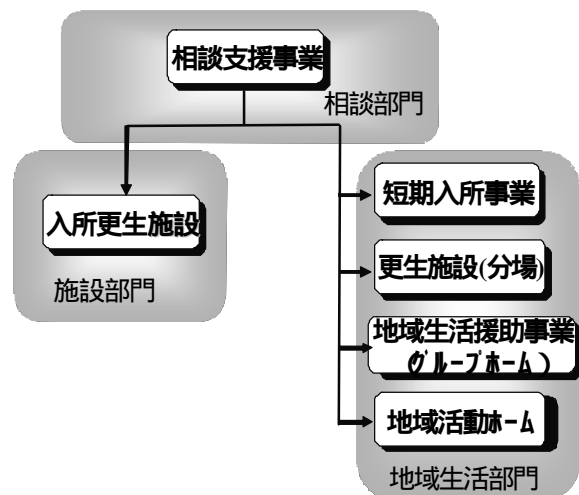 相談支援事業
相談部門
入所更生施設
施設部門
短期入所事業
更生施設(分場)
地域生活援助事業
(グループホーム)
地域活動ホーム
地域生活部門